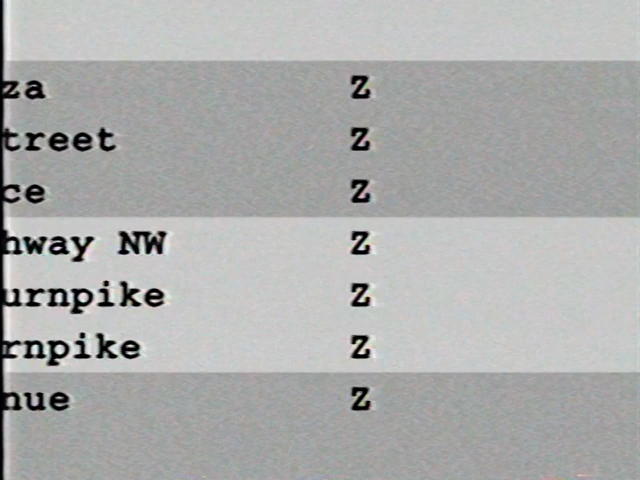 za Z
treet Z
ce Z
hway NW Z
urnpike Z
rnpike Z
nue Z